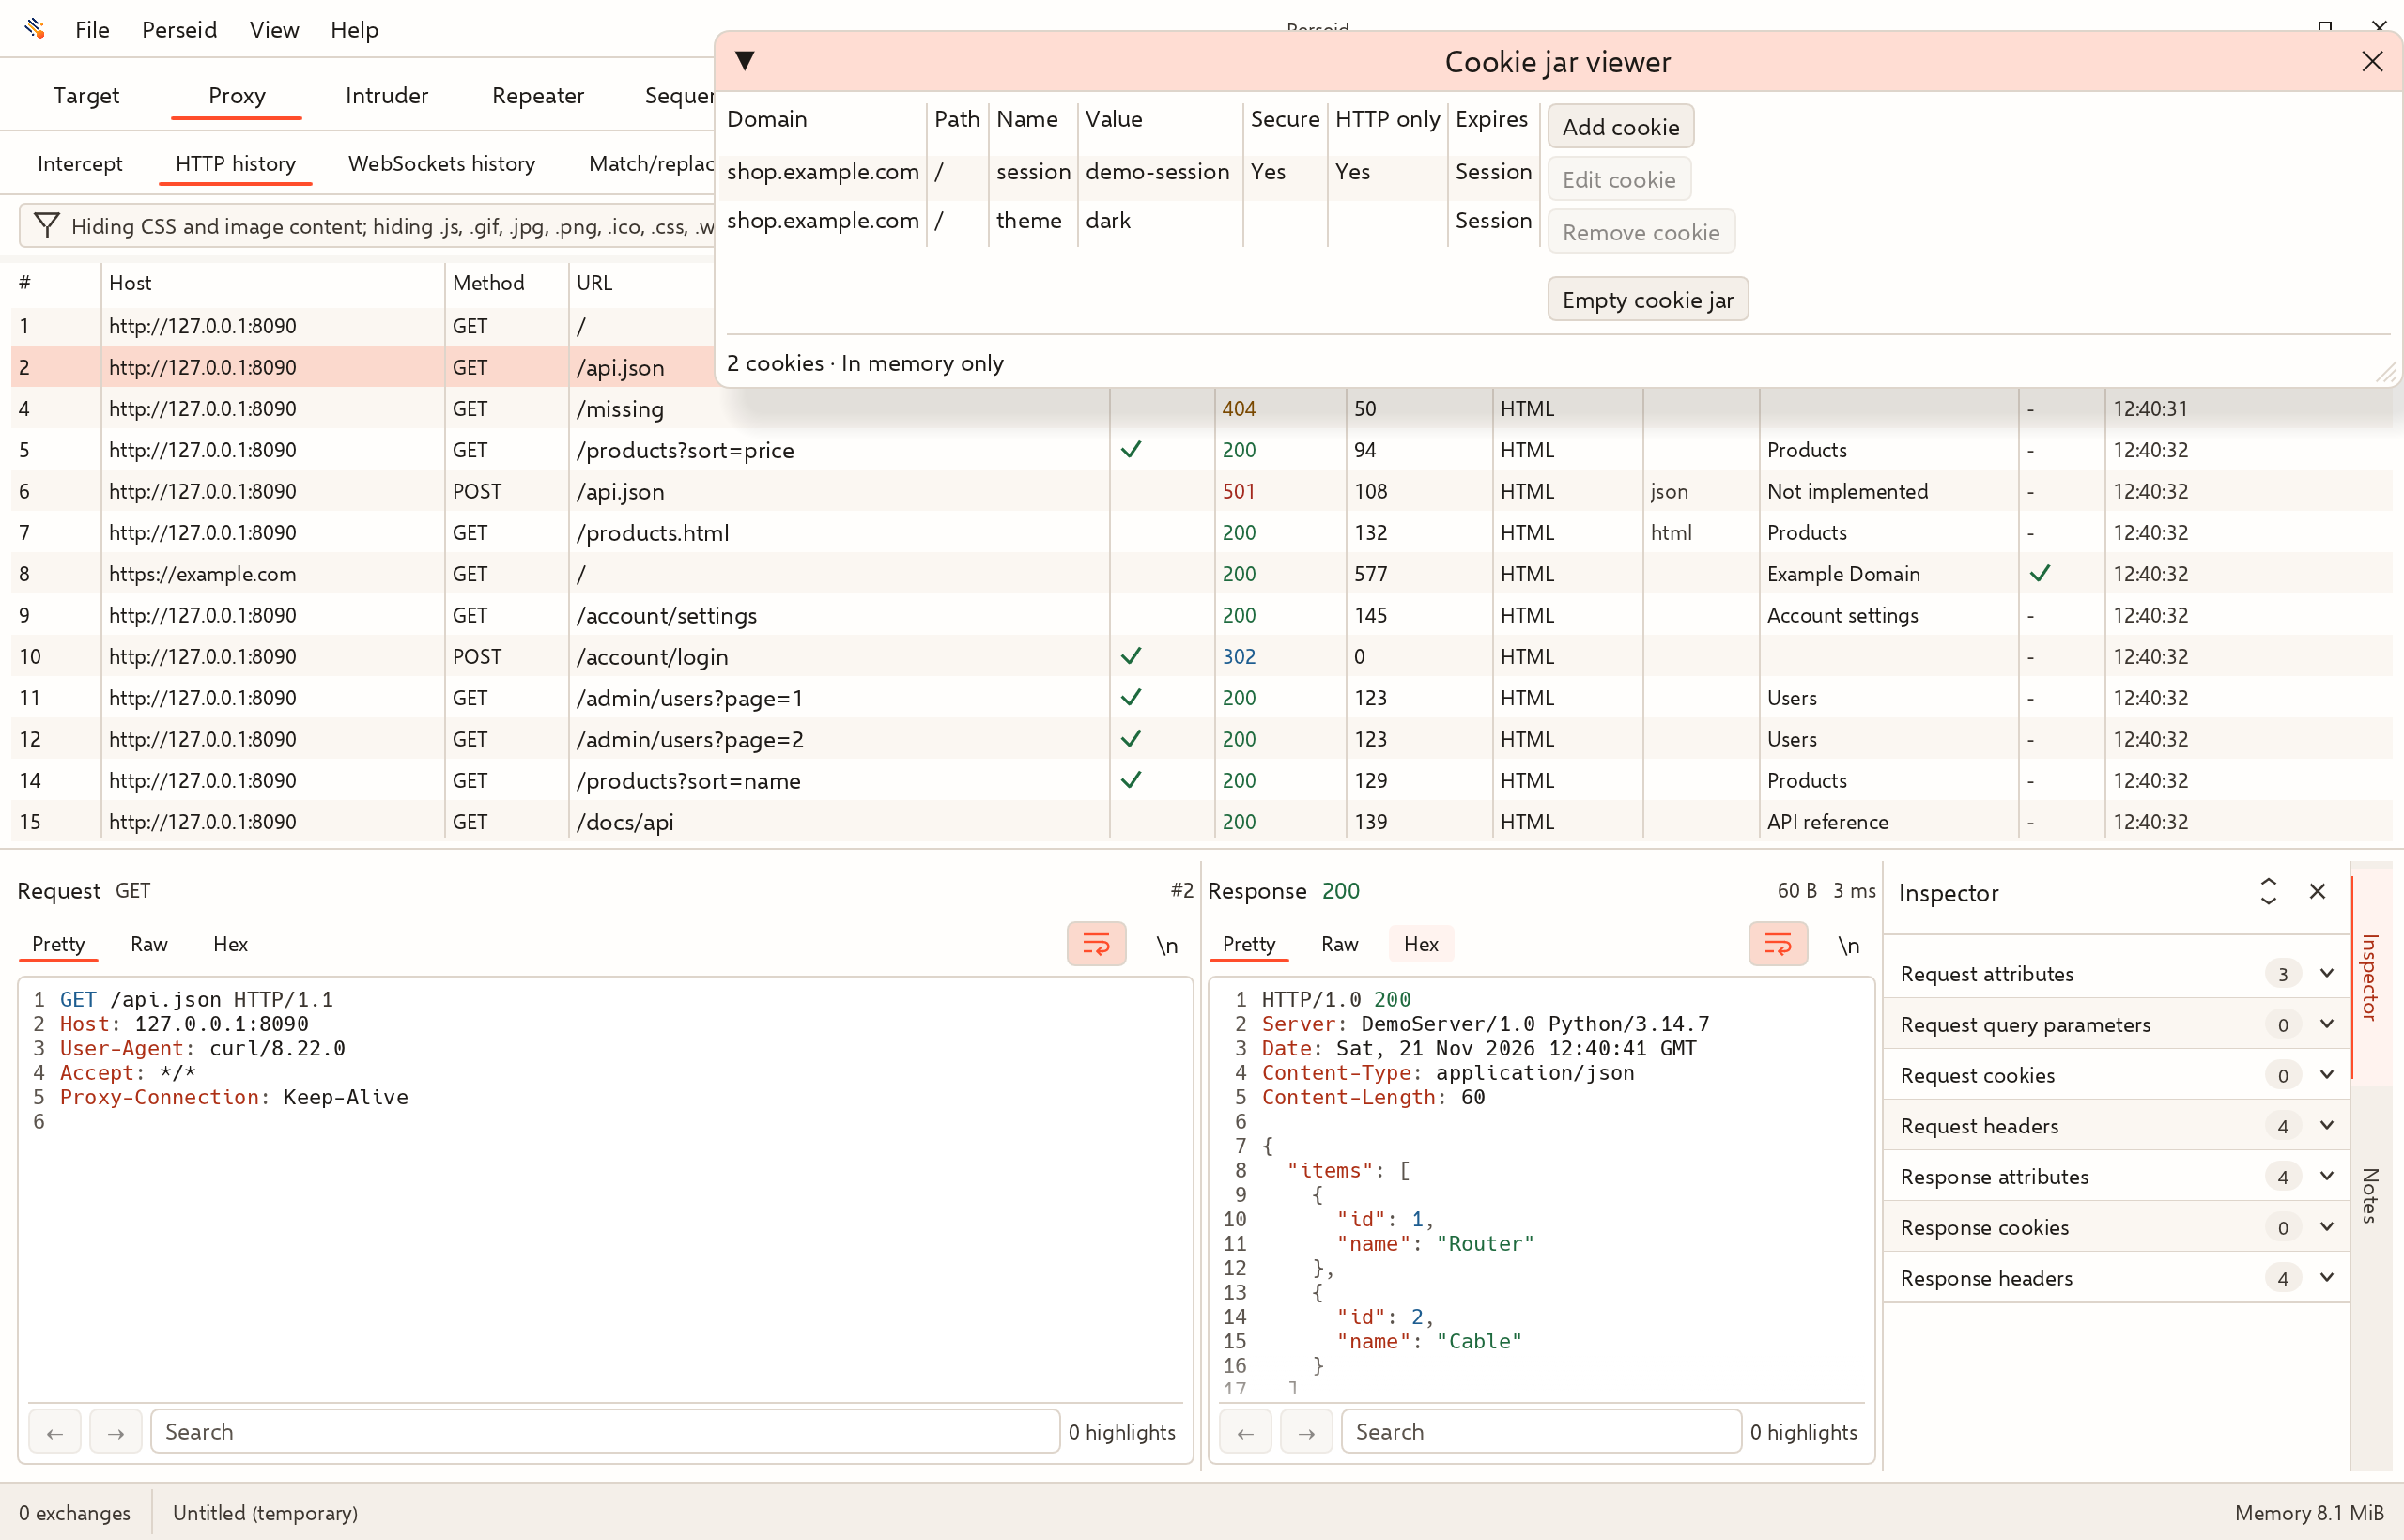 File Perseid View Help
Target Proxy Intruder Repeater
Intercept HTTP history WebSockets history
Hiding CSS and image content; hiding .js, .gif, .jpg, .png, .ico, .css,
Cookie jar viewer
Domain Path Name Value Secure HTTP only Expires
shop.example.com / session demo-session Yes Yes Session
shop.example.com / theme dark Session
Add cookie
Edit cookie
Remove cookie
Empty cookie jar
2 cookies · In memory only
# Host Method URL
1 http://127.0.0.1:8090 GET /
2 http://127.0.0.1:8090 GET /api.json
4 http://127.0.0.1:8090 GET /missing 404 50 HTML - 12:40:31
5 http://127.0.0.1:8090 GET /products?sort=price 200 94 HTML Products - 12:40:32
6 http://127.0.0.1:8090 POST /api.json 501 108 HTML json Not implemented - 12:40:32
7 http://127.0.0.1:8090 GET /products.html 200 132 HTML html Products - 12:40:32
8 https://example.com GET / 200 577 HTML Example Domain 12:40:32
9 http://127.0.0.1:8090 GET /account/settings 200 145 HTML Account settings - 12:40:32
10 http://127.0.0.1:8090 POST /account/login 302 0 HTML - 12:40:32
11 http://127.0.0.1:8090 GET /admin/users?page=1 200 123 HTML Users - 12:40:32
12 http://127.0.0.1:8090 GET /admin/users?page=2 200 123 HTML Users - 12:40:32
14 http://127.0.0.1:8090 GET /products?sort=name 200 129 HTML Products - 12:40:32
15 http://127.0.0.1:8090 GET /docs/api 200 139 HTML API reference - 12:40:32
Request GET #2
Pretty Raw Hex \n
1 GET /api.json HTTP/1.1
2 Host: 127.0.0.1:8090
3 User-Agent: curl/8.22.0
4 Accept: */*
5 Proxy-Connection: Keep-Alive
6
← → Search 0 highlights
Response 200 60 B 3 ms
Pretty Raw Hex \n
1 HTTP/1.0 200
2 Server: DemoServer/1.0 Python/3.14.7
3 Date: Sat, 21 Nov 2026 12:40:41 GMT
4 Content-Type: application/json
5 Content-Length: 60
6
7 {
8 "items": [
9 {
10 "id": 1,
11 "name": "Router"
12 },
13 {
14 "id": 2,
15 "name": "Cable"
16 }
17 ]
← → Search 0 highlights
Inspector
Request attributes 3
Request query parameters 0
Request cookies 0
Request headers 4
Response attributes 4
Response cookies 0
Response headers 4
Inspector
Notes
0 exchanges Untitled (temporary) Memory 8.1 MiB